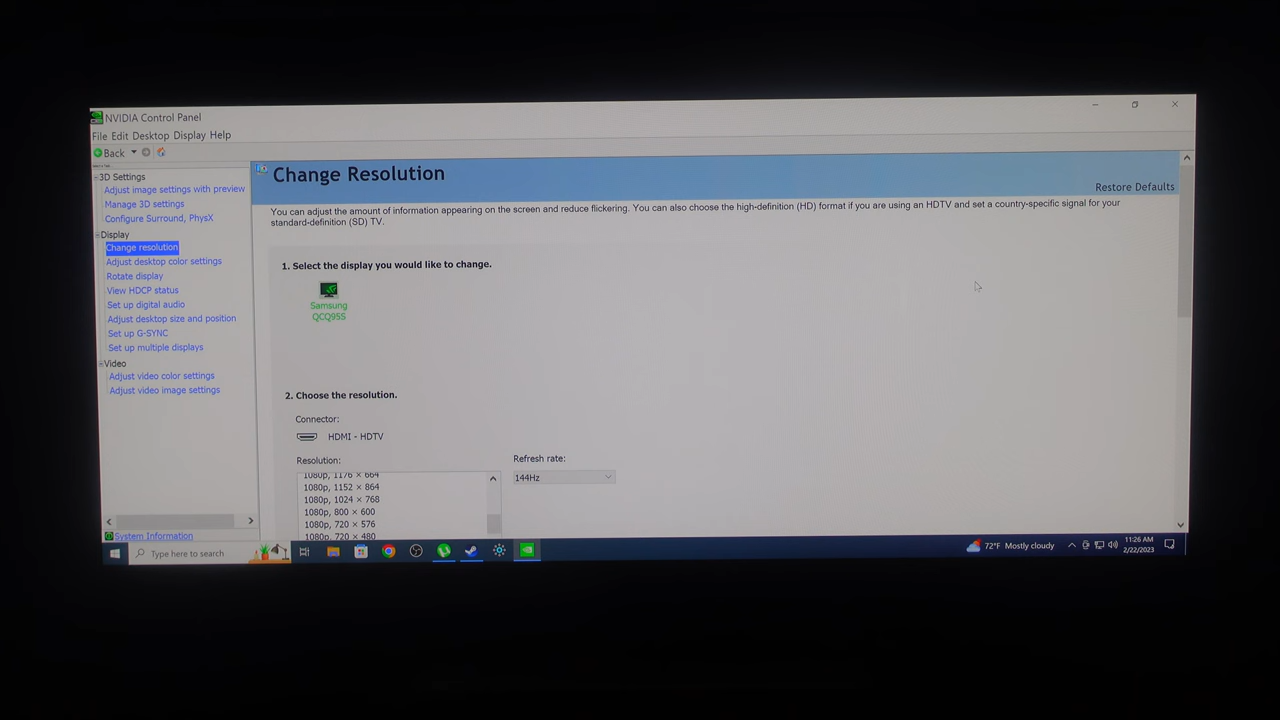 NVIDIA Control Panel
File Edit Desktop Display Help
Back
3D Settings
Adjust image settings with preview
Manage 3D settings
Configure Surround, PhysX
Display
Change resolution
Adjust desktop color settings
Rotate display
View HDCP status
Set up digital audio
Adjust desktop size and position
Set up G-SYNC
Set up multiple displays
Video
Adjust video color settings
Adjust video image settings
System Information
Change Resolution
Restore Defaults
You can adjust the amount of information appearing on the screen and reduce flickering. You can also choose the high-definition (HD) format if you are using an HDTV and set a country-specific signal for your
standard-definition (SD) TV.
1. Select the display you would like to change.
Samsung
QCQ95S
2. Choose the resolution.
Connector:
HDMI - HDTV
Resolution:
Refresh rate:
144Hz
1080p, 1176 × 664
1080p, 1152 × 864
1080p, 1024 × 768
1080p, 800 × 600
1080p, 720 × 576
1080p, 720 × 480
Type here to search
72°F Mostly cloudy
11:26 AM
2/22/2023